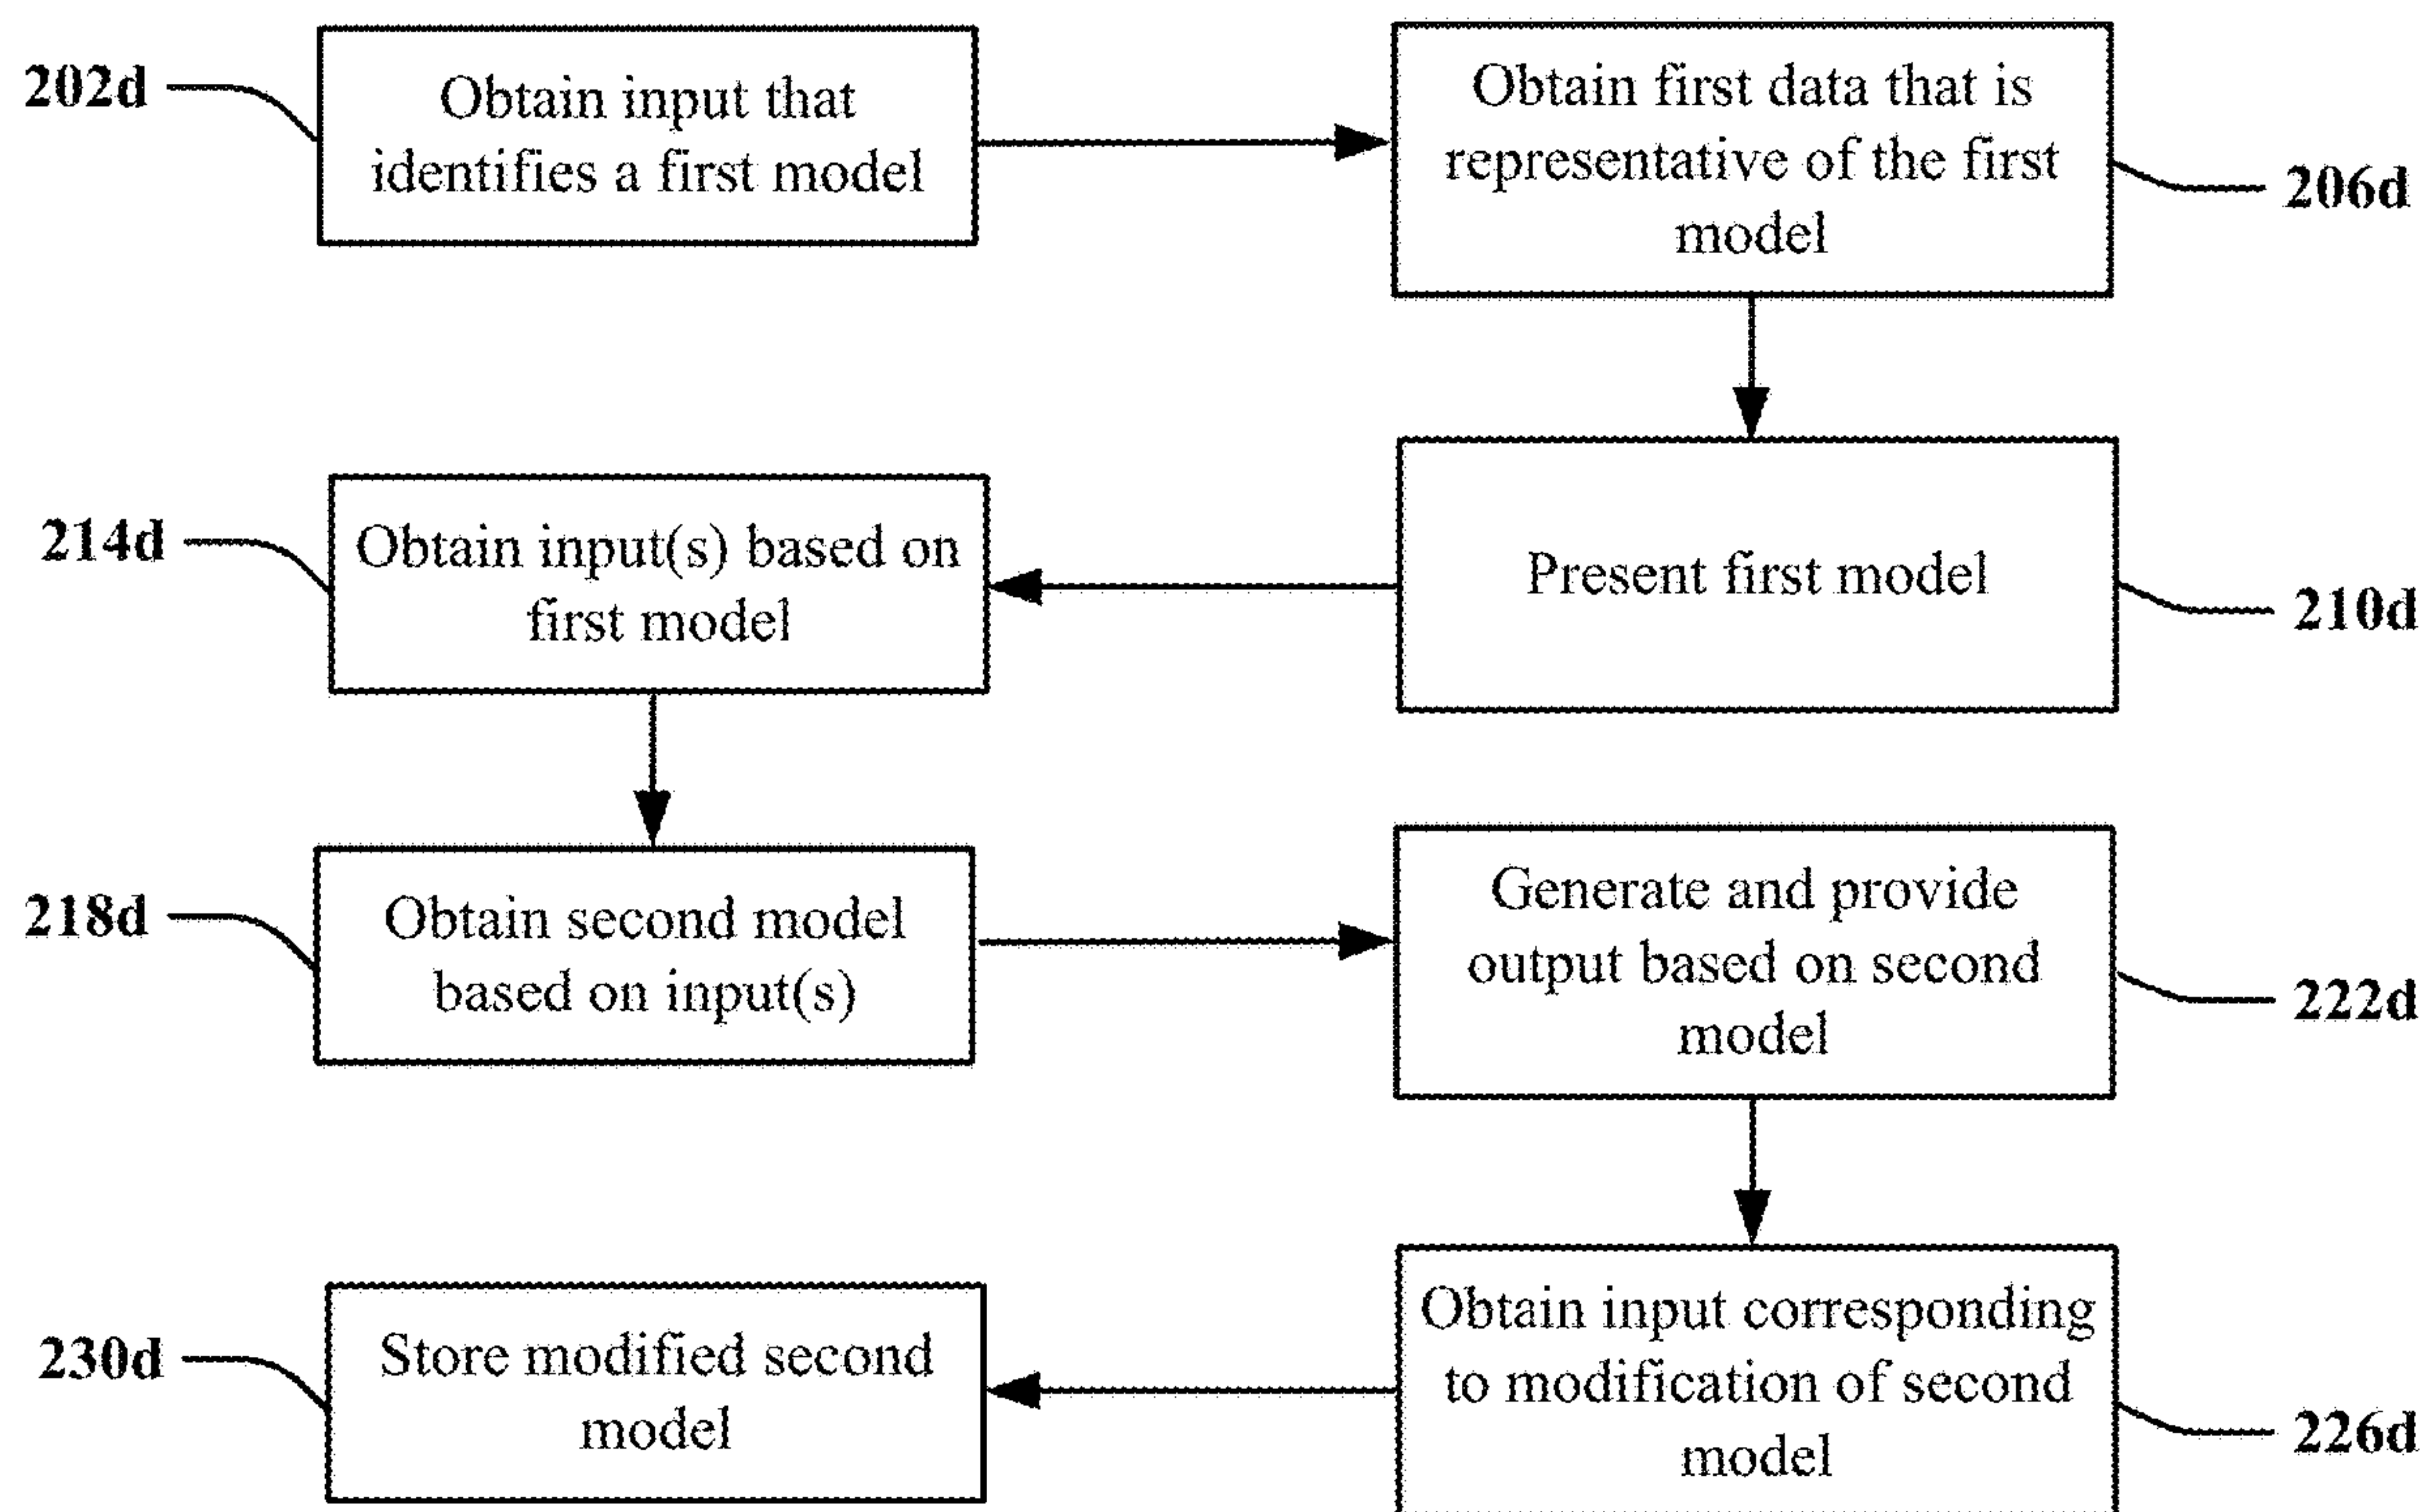 202d
Obtain input that
identifies a first model
Obtain first data that is
representative of the first
model
206d
214d
Obtain input(s) based on
first model
Present first model
210d
218d
Obtain second model
based on input(s)
Generate and provide
output based on second
model
222d
230d
Store modified second
model
Obtain input corresponding
to modification of second
model
226d